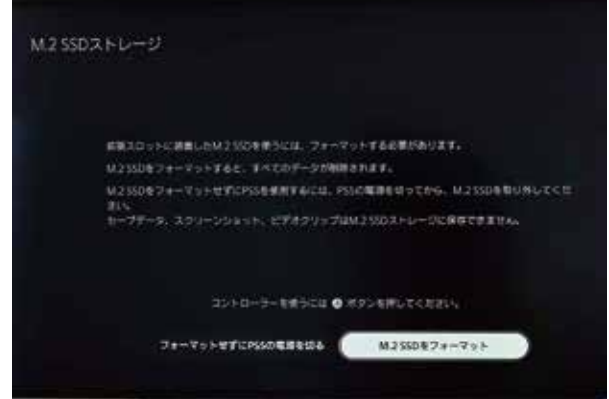 M.2 SSDストレージ
拡張スロットに装着したM.2 SSDを使うには、フォーマットする必要があります。
M.2 SSDをフォーマットすると、すべてのデータが削除されます。
M.2 SSDをフォーマットせずにPS5を使用するには、PS5の電源を切ってから、M.2 SSDを取り外してくだ
さい。
セーブデータ、スクリーンショット、ビデオクリップはM.2 SSDストレージに保存できません。
コントローラーを使うには ボタンを押してください。
フォーマットせずにPS5の電源を切る M.2 SSDをフォーマット